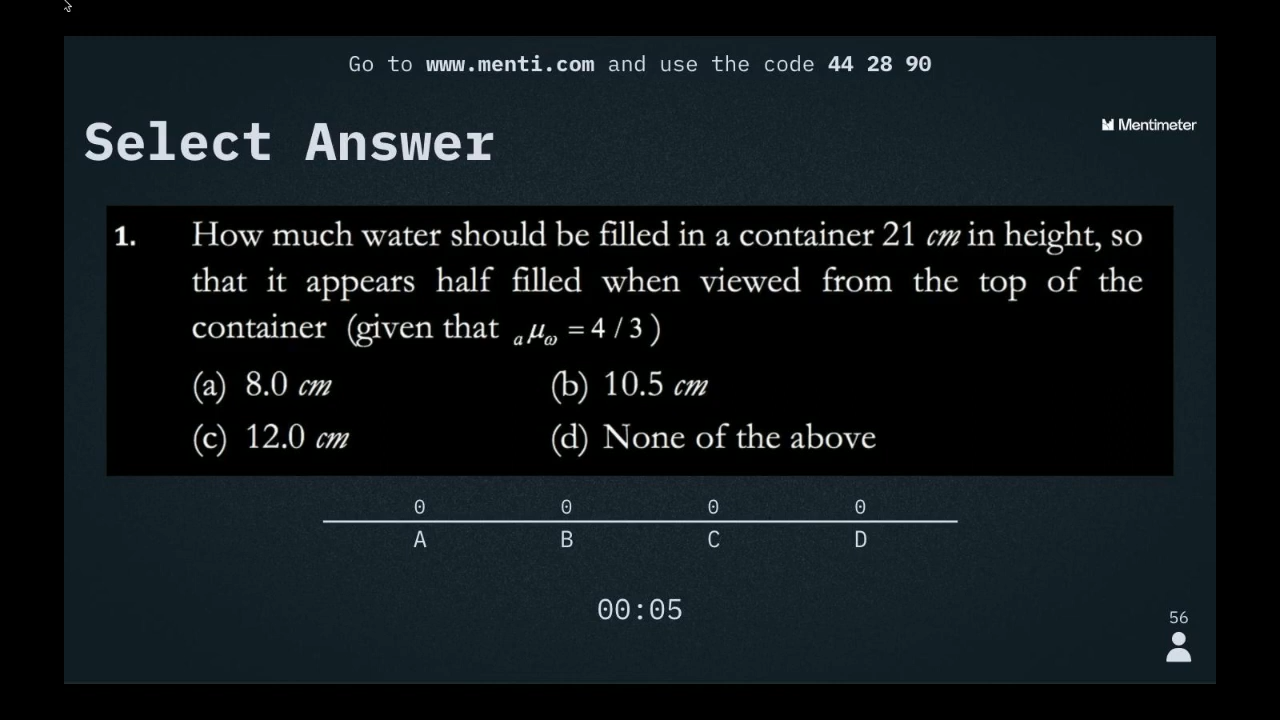 Go to www.menti.com and use the code 44 28 90
Select Answer
Mentimeter
1. How much water should be filled in a container 21 cm in height, so
that it appears half filled when viewed from the top of the
container (given that ₐμω = 4 / 3 )
(a) 8.0 cm (b) 10.5 cm
(c) 12.0 cm (d) None of the above
0 0 0 0
A B C D
00:05
56